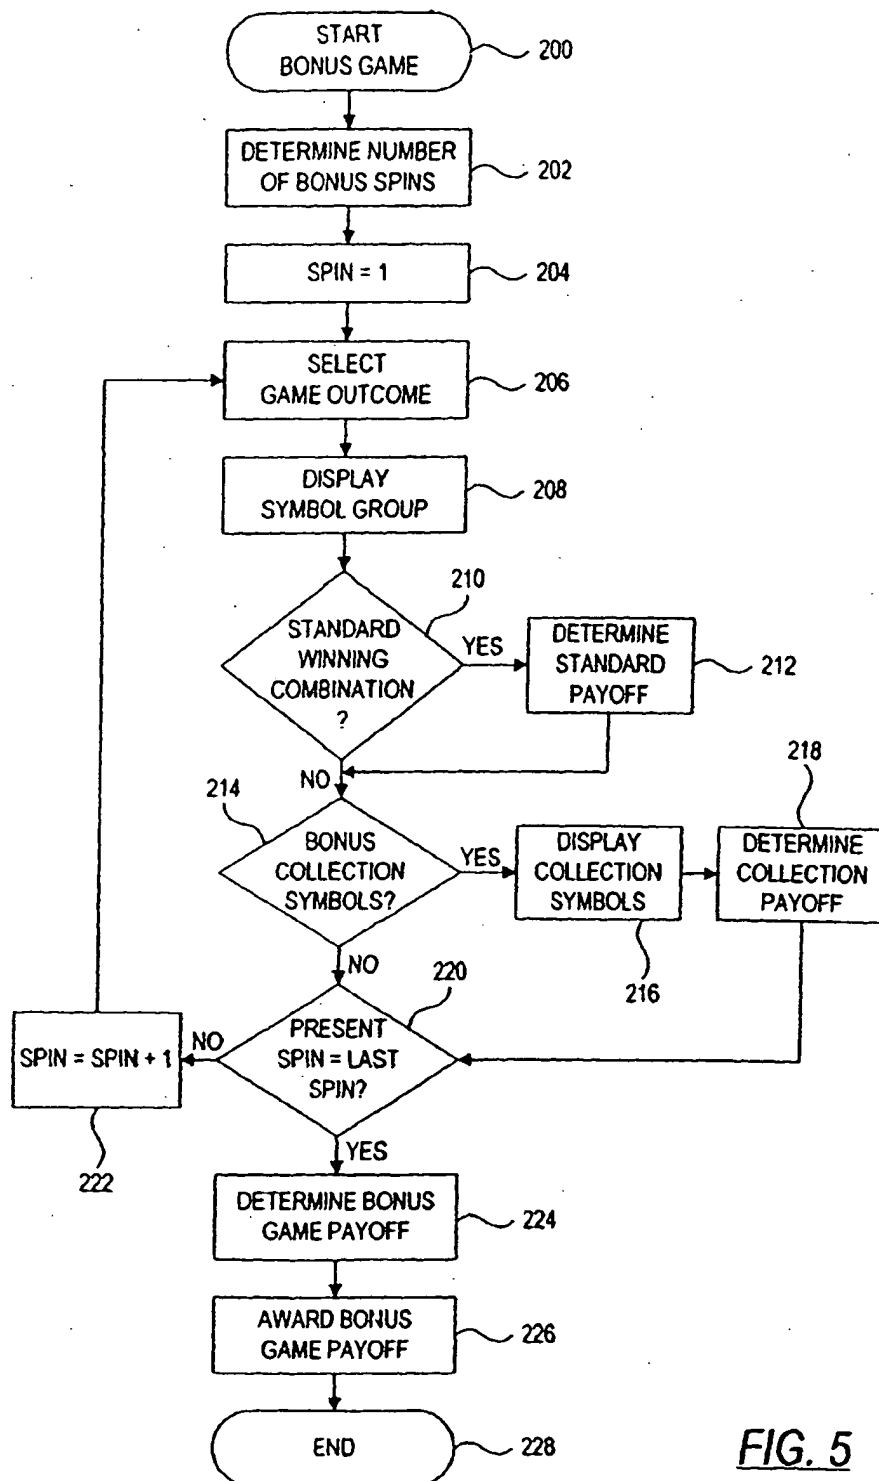 START
BONUS GAME
200
DETERMINE NUMBER
OF BONUS SPINS
202
SPIN = 1
204
SELECT
GAME OUTCOME
206
DISPLAY
SYMBOL GROUP
208
210
STANDARD
WINNING
COMBINATION
?
YES
DETERMINE
STANDARD
PAYOFF
212
NO
214
BONUS
COLLECTION
SYMBOLS?
YES
DISPLAY
COLLECTION
SYMBOLS
216
218
DETERMINE
COLLECTION
PAYOFF
NO
220
PRESENT
SPIN = LAST
SPIN?
NO
SPIN = SPIN + 1
222
YES
DETERMINE BONUS
GAME PAYOFF
224
AWARD BONUS
GAME PAYOFF
226
END
228
FIG. 5